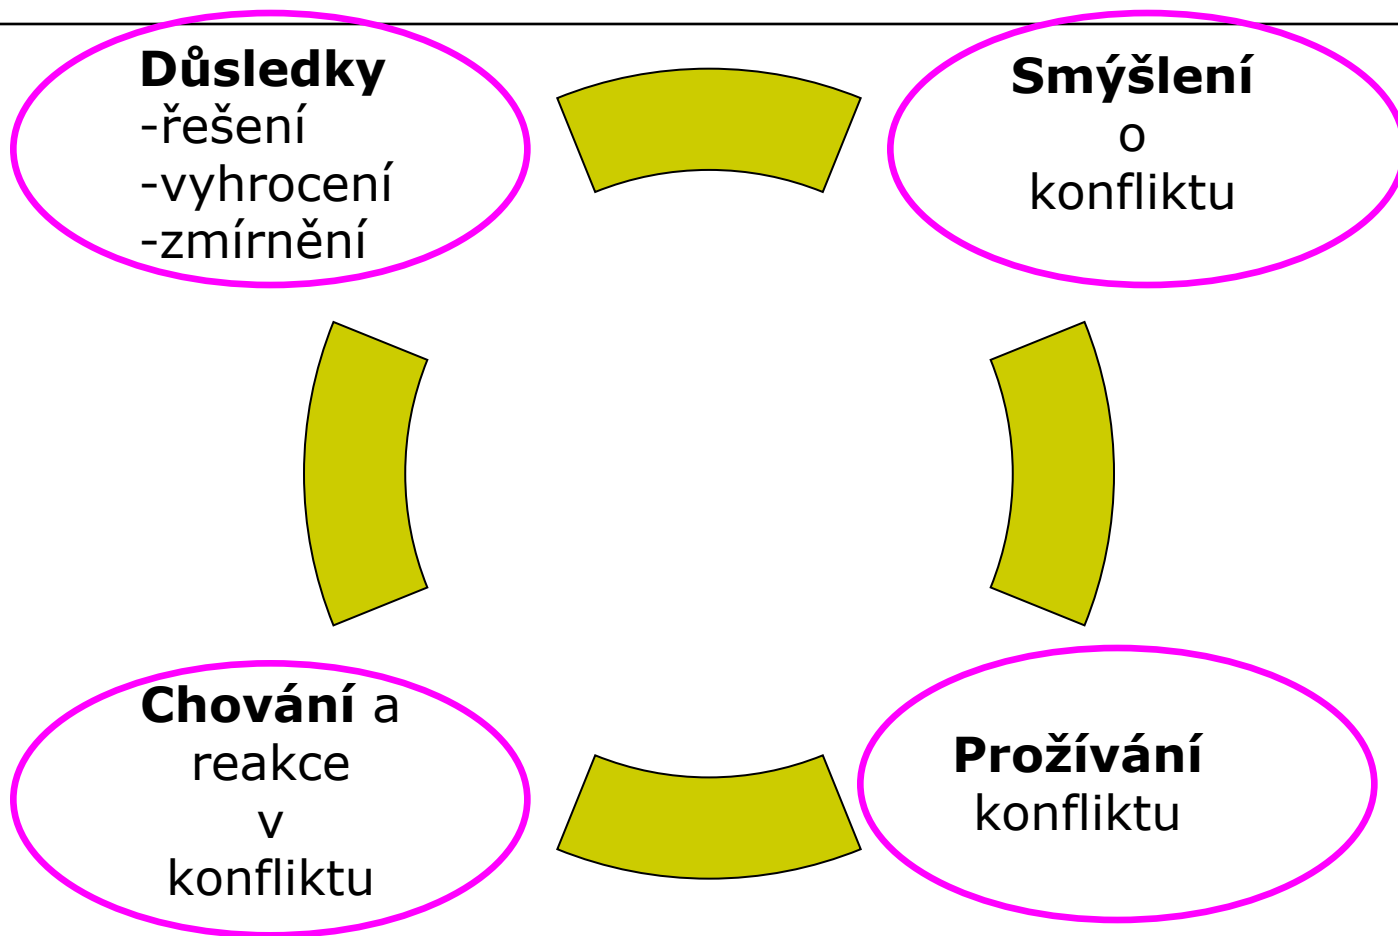 Důsledky
-řešení
-vyhrocení
-zmírnění
Smýšlení
o
konfliktu
Chování a
reakce
v
konfliktu
Prožívání
konfliktu